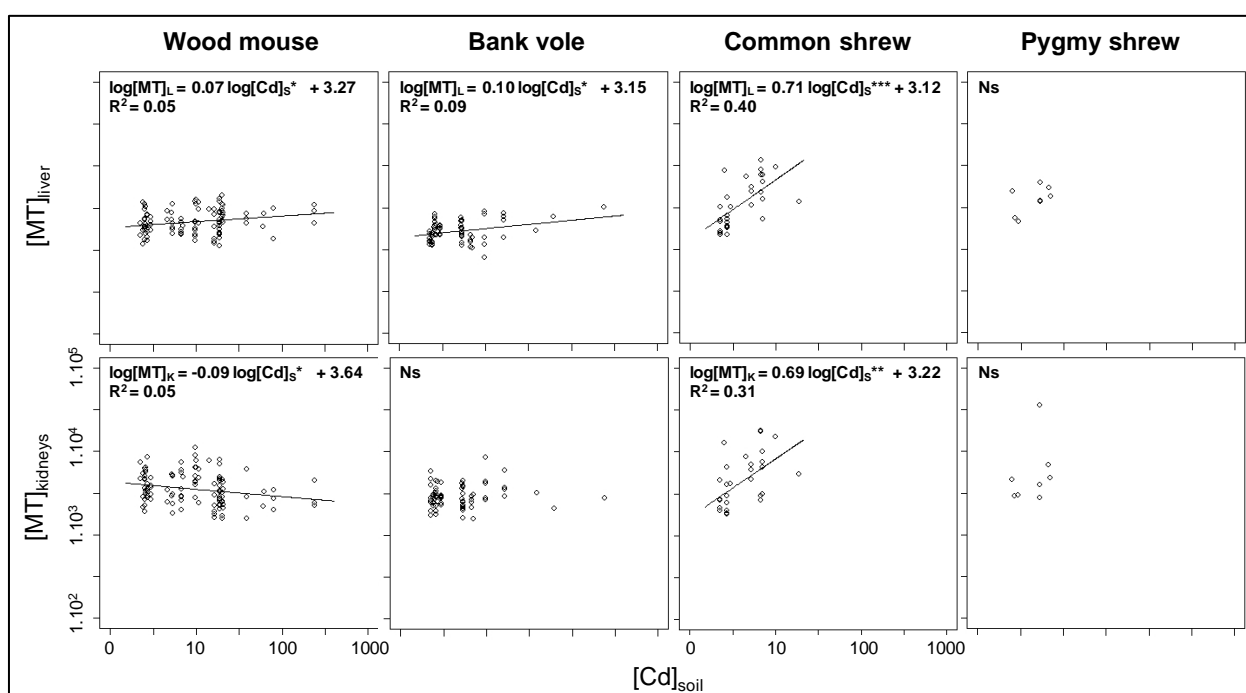 Wood mouse
Bank vole
Common shrew
Pygmy shrew
[MT]liver
log[MT]L = 0.07 log[Cd]S* + 3.27
R² = 0.05
log[MT]L = 0.10 log[Cd]S* + 3.15
R² = 0.09
log[MT]L = 0.71 log[Cd]S*** + 3.12
R² = 0.40
Ns
[MT]kidneys
1.10⁵
1.10⁴
1.10³
1.10²
log[MT]K = -0.09 log[Cd]S* + 3.64
R² = 0.05
Ns
log[MT]K = 0.69 log[Cd]S** + 3.22
R² = 0.31
Ns
0 10 100 1000
0 10 1000
[Cd]soil